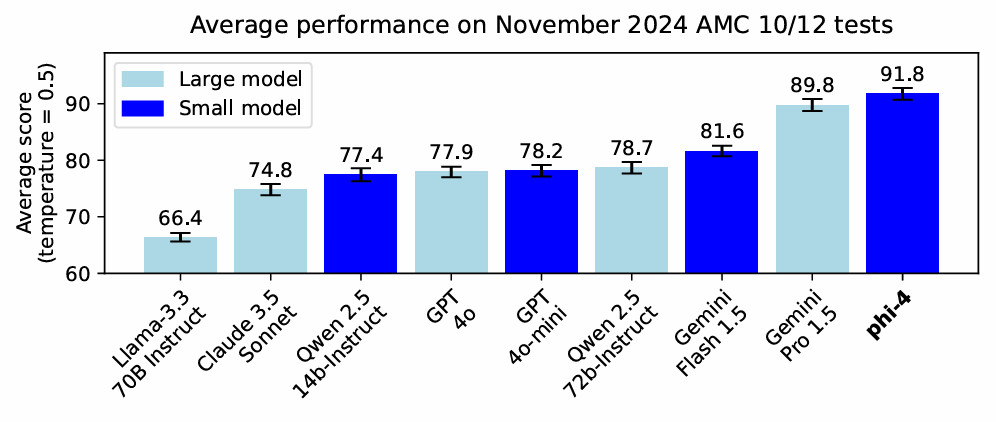 Average performance on November 2024 AMC 10/12 tests
Average score
(temperature = 0.5)
Large model
Small model
90
80
70
60
66.4
74.8
77.4
77.9
78.2
78.7
81.6
89.8
91.8
Llama-3.3
70B Instruct
Claude 3.5
Sonnet
Qwen 2.5
14b-Instruct
GPT
4o
GPT
4o-mini
Qwen 2.5
72b-Instruct
Gemini
Flash 1.5
Gemini
Pro 1.5
phi-4